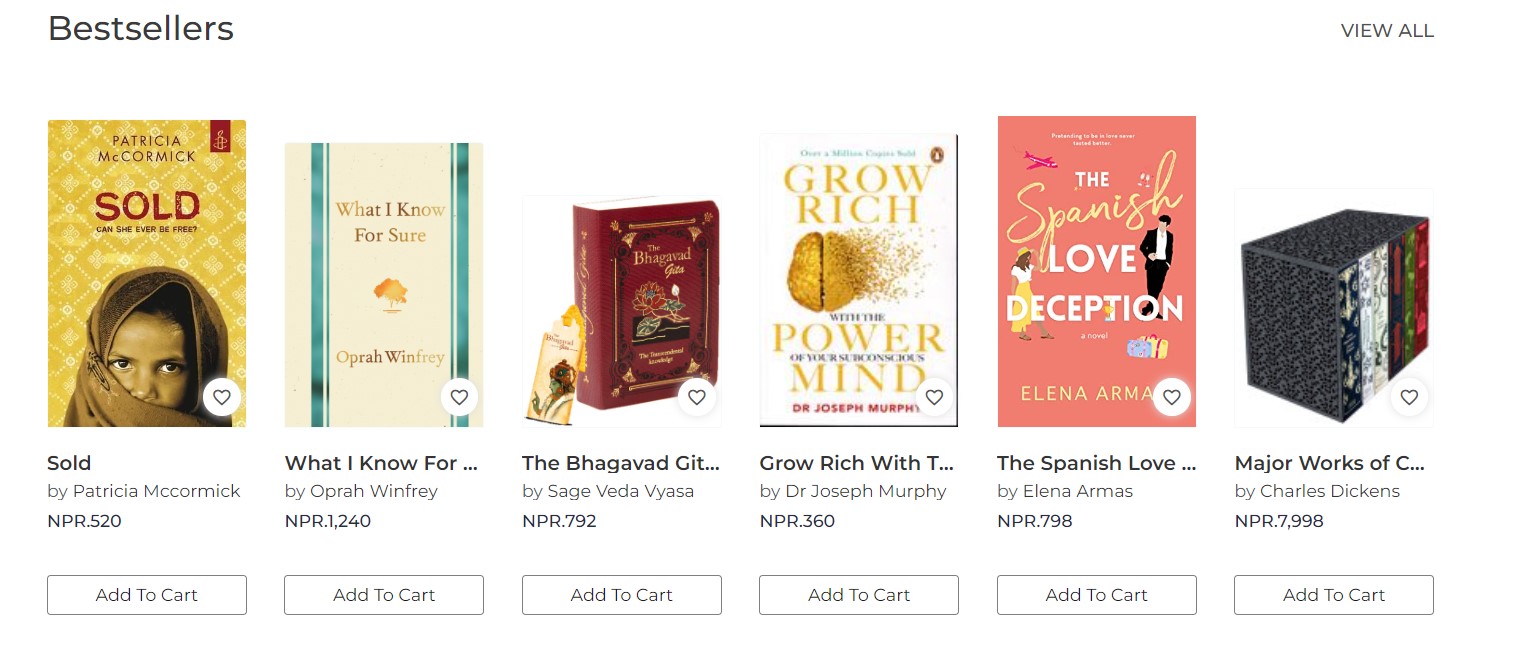 Bestsellers
VIEW ALL
PATRICIA
McCORMICK
SOLD
CAN SHE EVER BE FREE?
Sold
by Patricia Mccormick
NPR.520
Add To Cart
What I Know
For Sure
Oprah Winfrey
What I Know For ...
by Oprah Winfrey
NPR.1,240
Add To Cart
The
Bhagavad
Gita
The Transcendental
knowledge
The
Bhagavad
Gita
The Bhagavad Git...
by Sage Veda Vyasa
NPR.792
Add To Cart
Over a Million Copies Sold
GROW
RICH
WITH THE
POWER
OF YOUR SUBCONSCIOUS
MIND
DR JOSEPH MURPHY
Grow Rich With T...
by Dr Joseph Murphy
NPR.360
Add To Cart
Pretending to be in love never
tasted better.
THE
Spanish
LOVE
DECEPTION
a novel
ELENA ARMA
The Spanish Love ...
by Elena Armas
NPR.798
Add To Cart
Major Works of C...
by Charles Dickens
NPR.7,998
Add To Cart